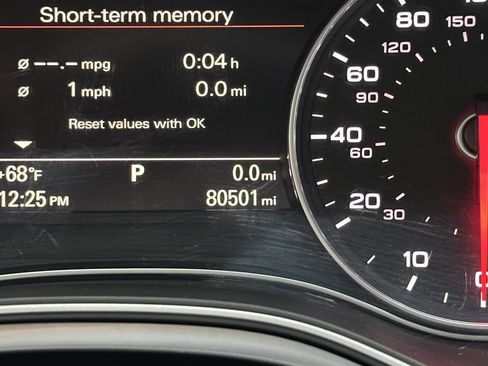 Short-term memory
ø --.- mpg 0:04 h
ø 1 mph 0.0 mi
Reset values with OK
+68°F P 0.0 mi
12:25 PM 80501 mi
80
150
120
60
90
40
60
20
30
10